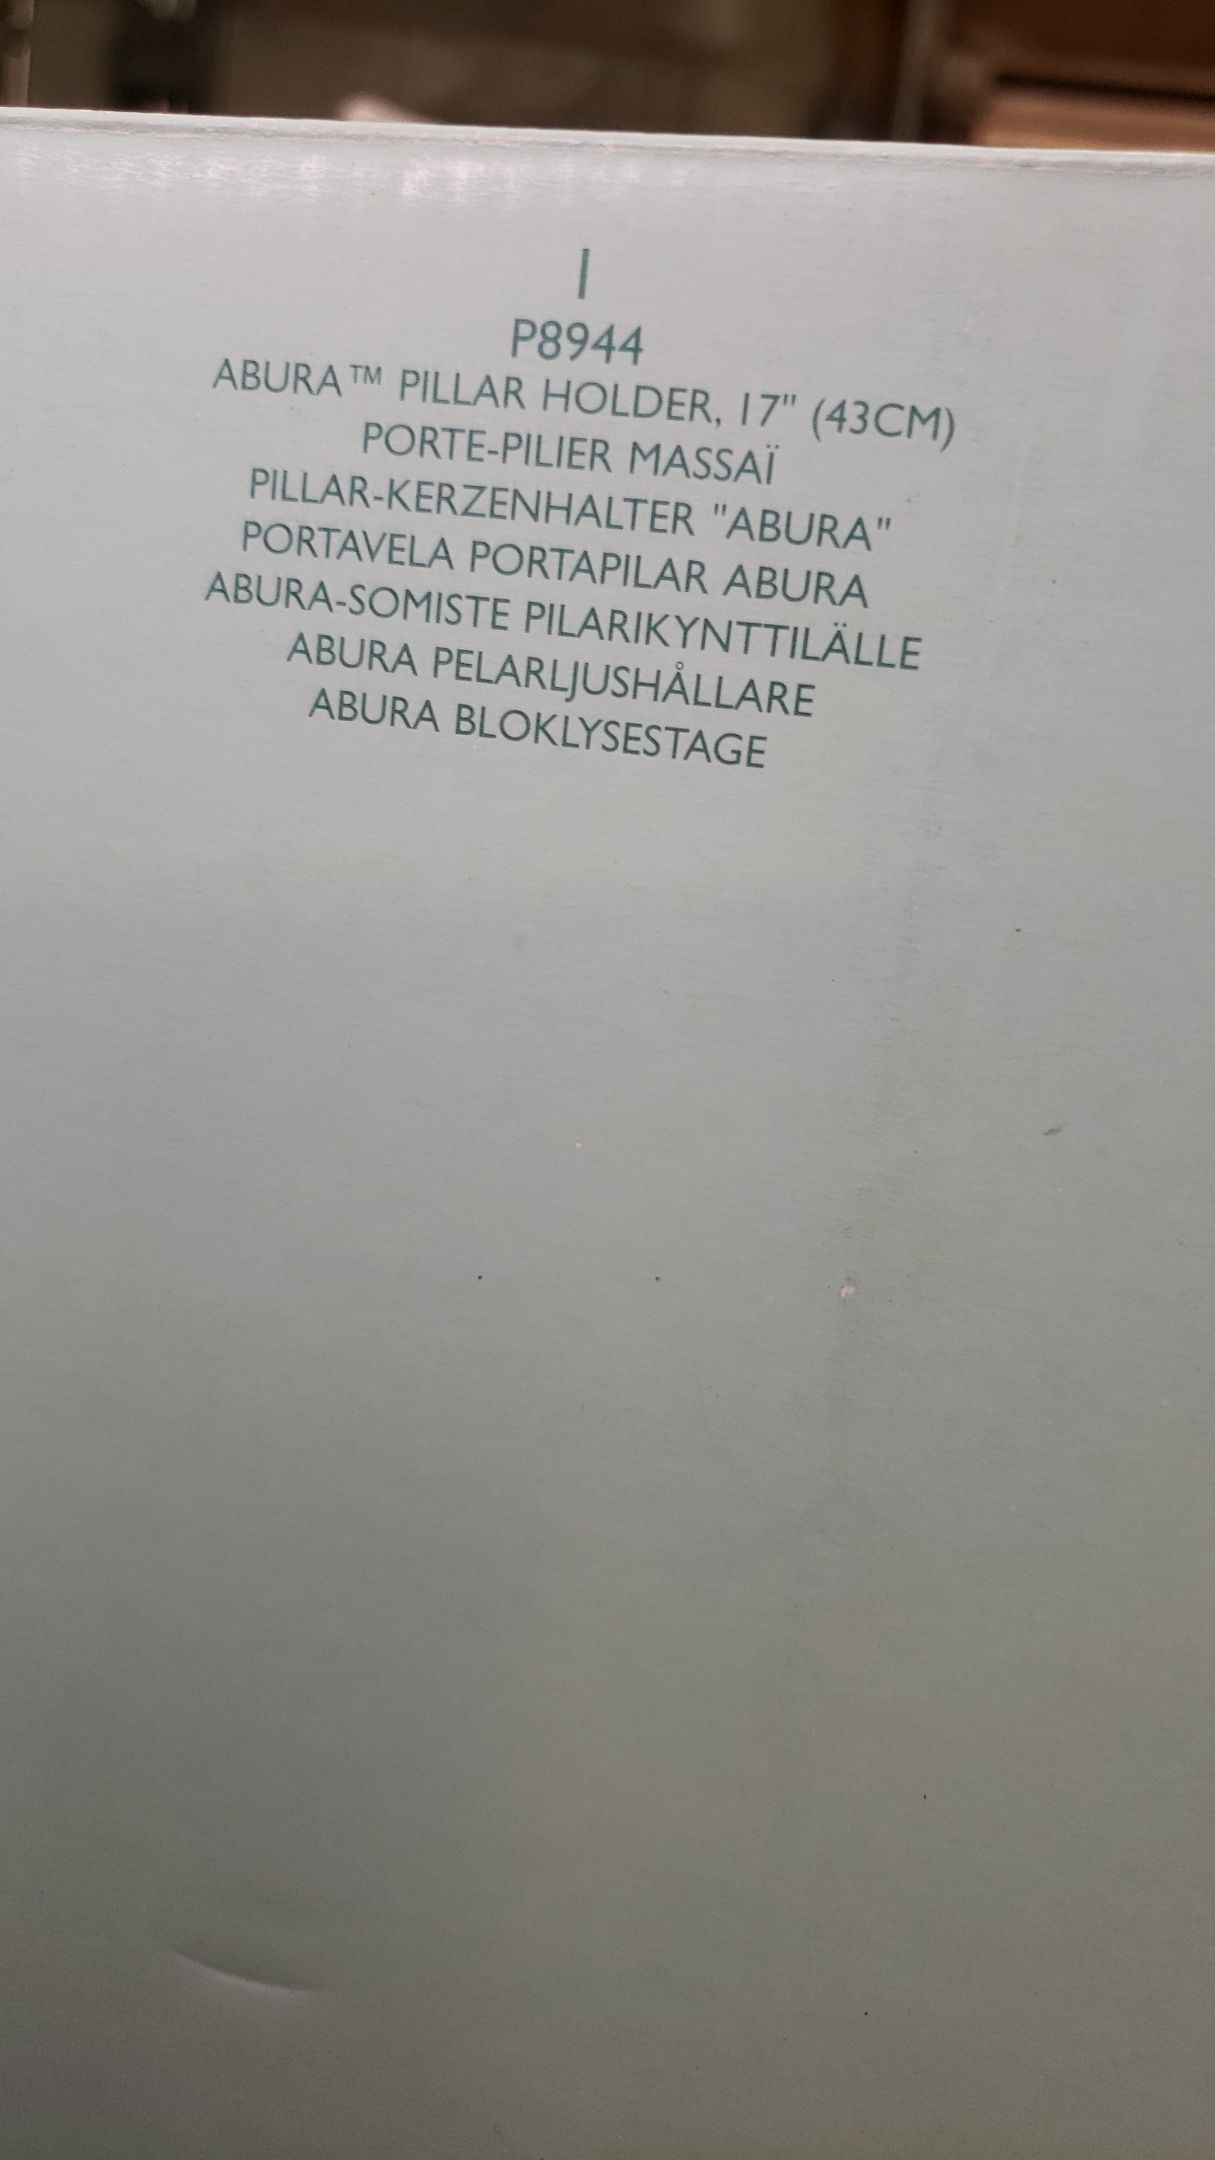 1
P8944
ABURA™ PILLAR HOLDER, 17" (43CM)
PORTE-PILIER MASSAÏ
PILLAR-KERZENHALTER "ABURA"
PORTAVELA PORTAPILAR ABURA
ABURA-SOMISTE PILARIKYNTTILÄLLE
ABURA PELARLJUSHÅLLARE
ABURA BLOKLYSESTAGE